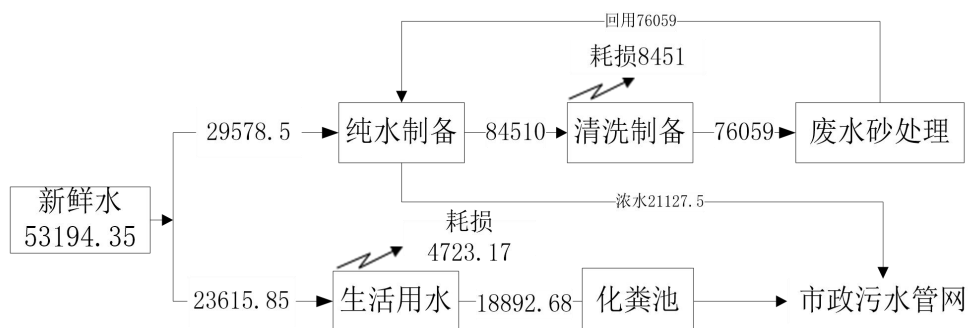 回用76059
耗损8451
29578.5
纯水制备
84510
清洗制备
76059
废水砂处理
新鲜水
53194.35
浓水21127.5
耗损
4723.17
23615.85
生活用水
18892.68
化粪池
市政污水管网